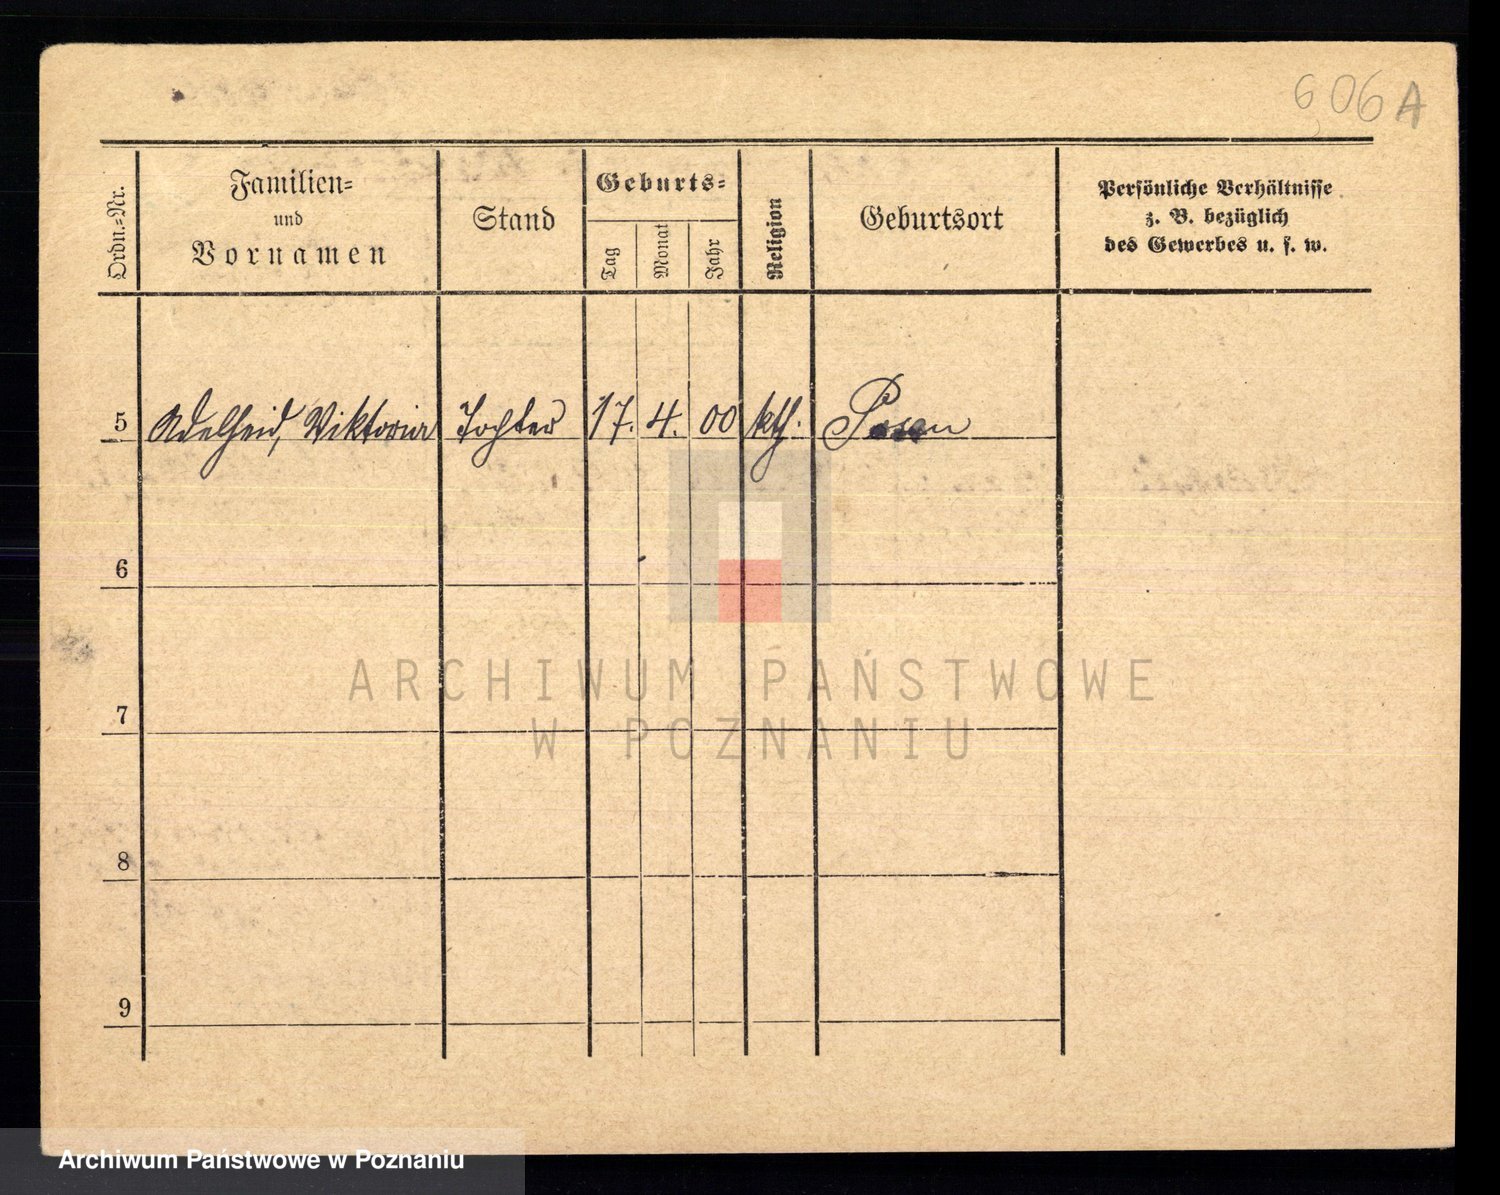 606A
Ordn.-Nr.
Familien-
und
Vornamen
Stand
Geburts-
Tag
Monat
Jahr
Religion
Geburtsort
Persönliche Verhältnisse
z. B. bezüglich
des Gewerbes u. s. w.
5 Adelheid, Viktoria Tochter 17. 4. 00 kth. Posen
6
ARCHIWUM PAŃSTWOWE
7
W POZNANIU
8
9
Archiwum Państwowe w Poznaniu